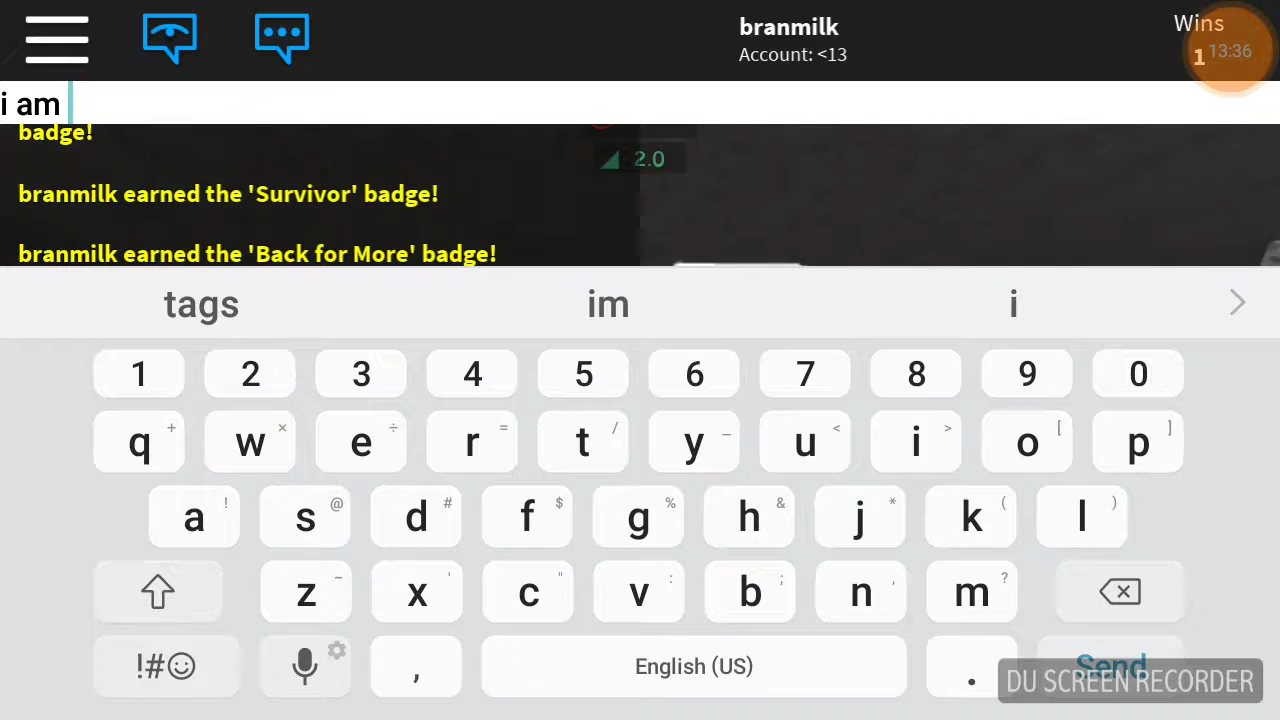 branmilk
Account: <13
Wins
1 13:36
i am
badge!
2.0
branmilk earned the 'Survivor' badge!
branmilk earned the 'Back for More' badge!
tags im i
1 2 3 4 5 6 7 8 9 0
q + w × e ÷ r = t / y _ u < i > o [ p ]
a ! s @ d # f $ g % h & j * k ( l )
z - x ' c " v : b ; n , m ?
!#☺ , English (US) . Send
DU SCREEN RECORDER